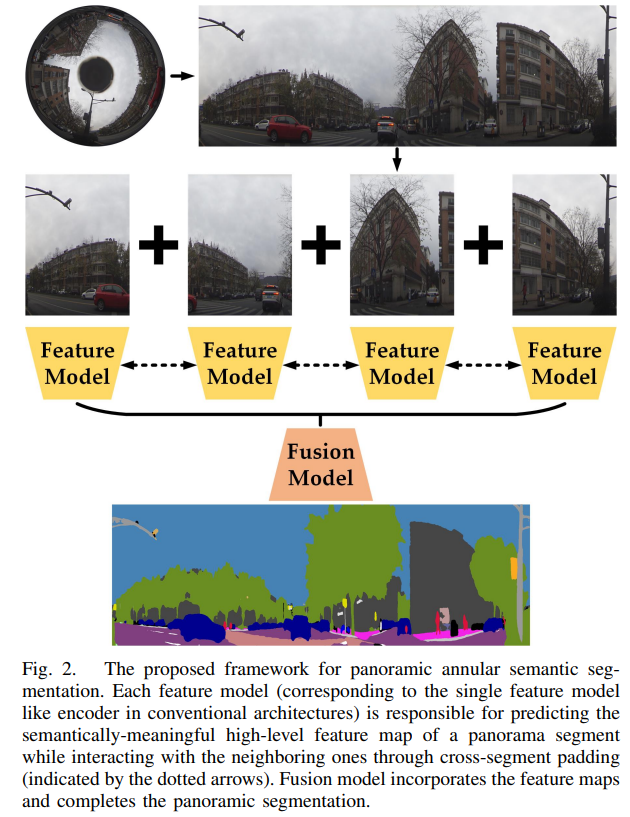 Feature
Model
Feature
Model
Feature
Model
Feature
Model
Fusion
Model
Fig. 2. The proposed framework for panoramic annular semantic seg-
mentation. Each feature model (corresponding to the single feature model
like encoder in conventional architectures) is responsible for predicting the
semantically-meaningful high-level feature map of a panorama segment
while interacting with the neighboring ones through cross-segment padding
(indicated by the dotted arrows). Fusion model incorporates the feature maps
and completes the panoramic segmentation.